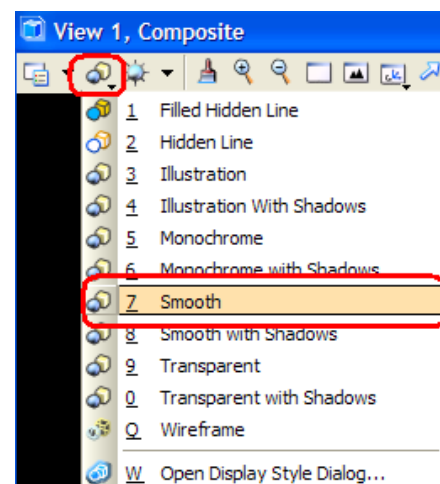 View 1, Composite
1 Filled Hidden Line
2 Hidden Line
3 Illustration
4 Illustration With Shadows
5 Monochrome
6 Monochrome with Shadows
7 Smooth
8 Smooth with Shadows
9 Transparent
0 Transparent with Shadows
Q Wireframe
W Open Display Style Dialog...